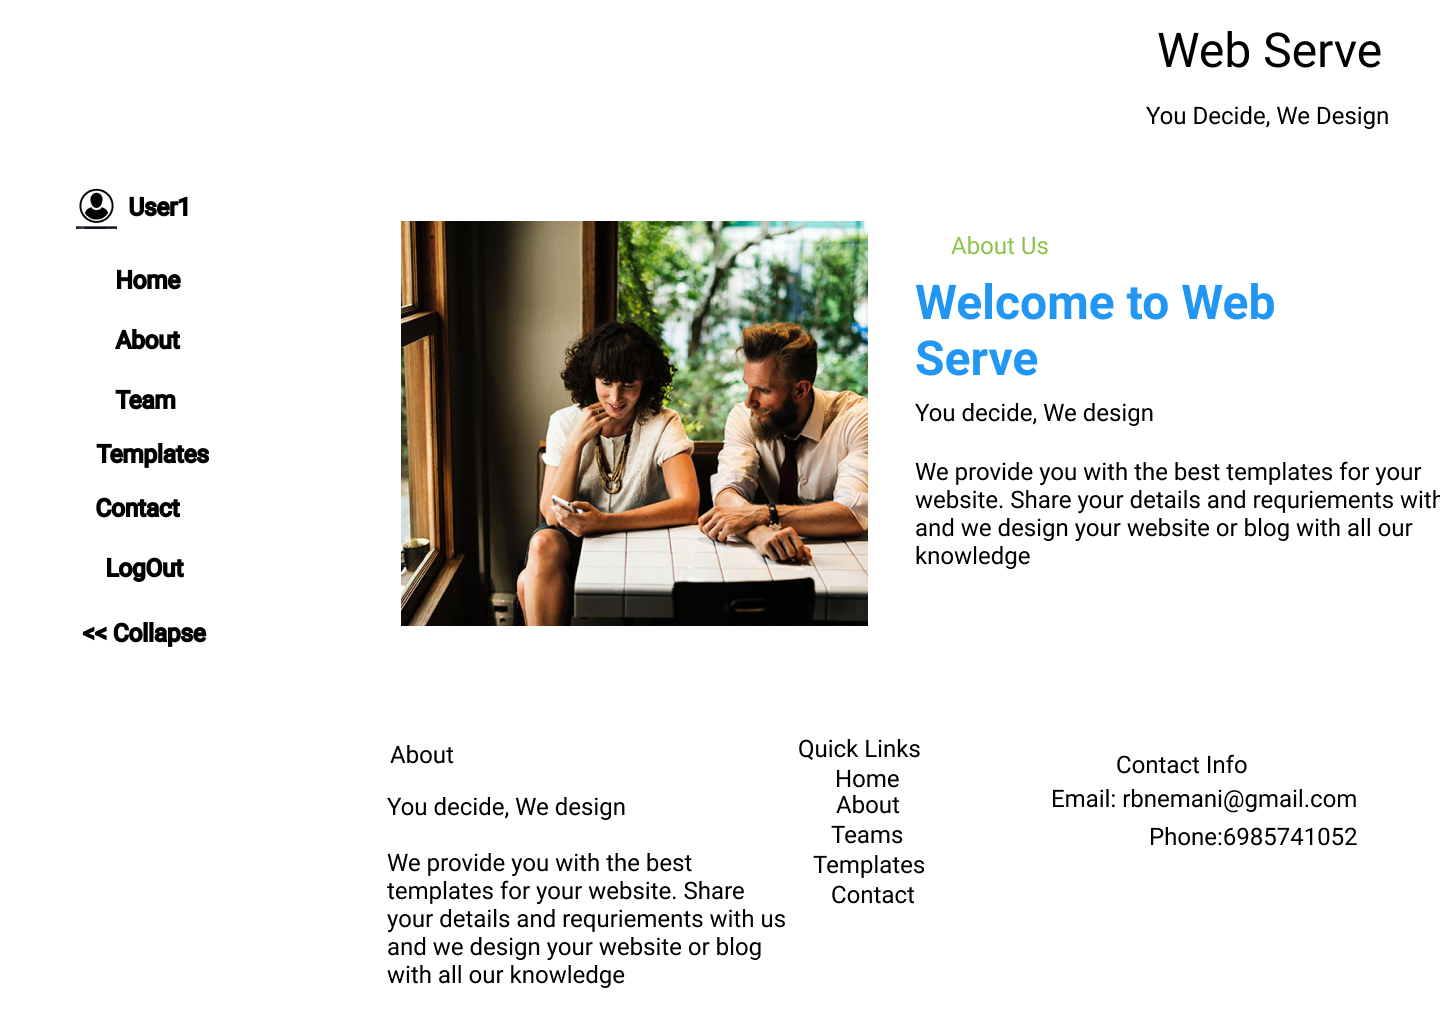 Web Serve
You Decide, We Design
User1
Home
About
Team
Templates
Contact
LogOut
<< Collapse
About Us
Welcome to Web
Serve
You decide, We design
We provide you with the best templates for your
website. Share your details and requriements with
and we design your website or blog with all our
knowledge
About
You decide, We design
We provide you with the best
templates for your website. Share
your details and requriements with us
and we design your website or blog
with all our knowledge
Quick Links
Home
About
Teams
Templates
Contact
Contact Info
Email: rbnemani@gmail.com
Phone:6985741052